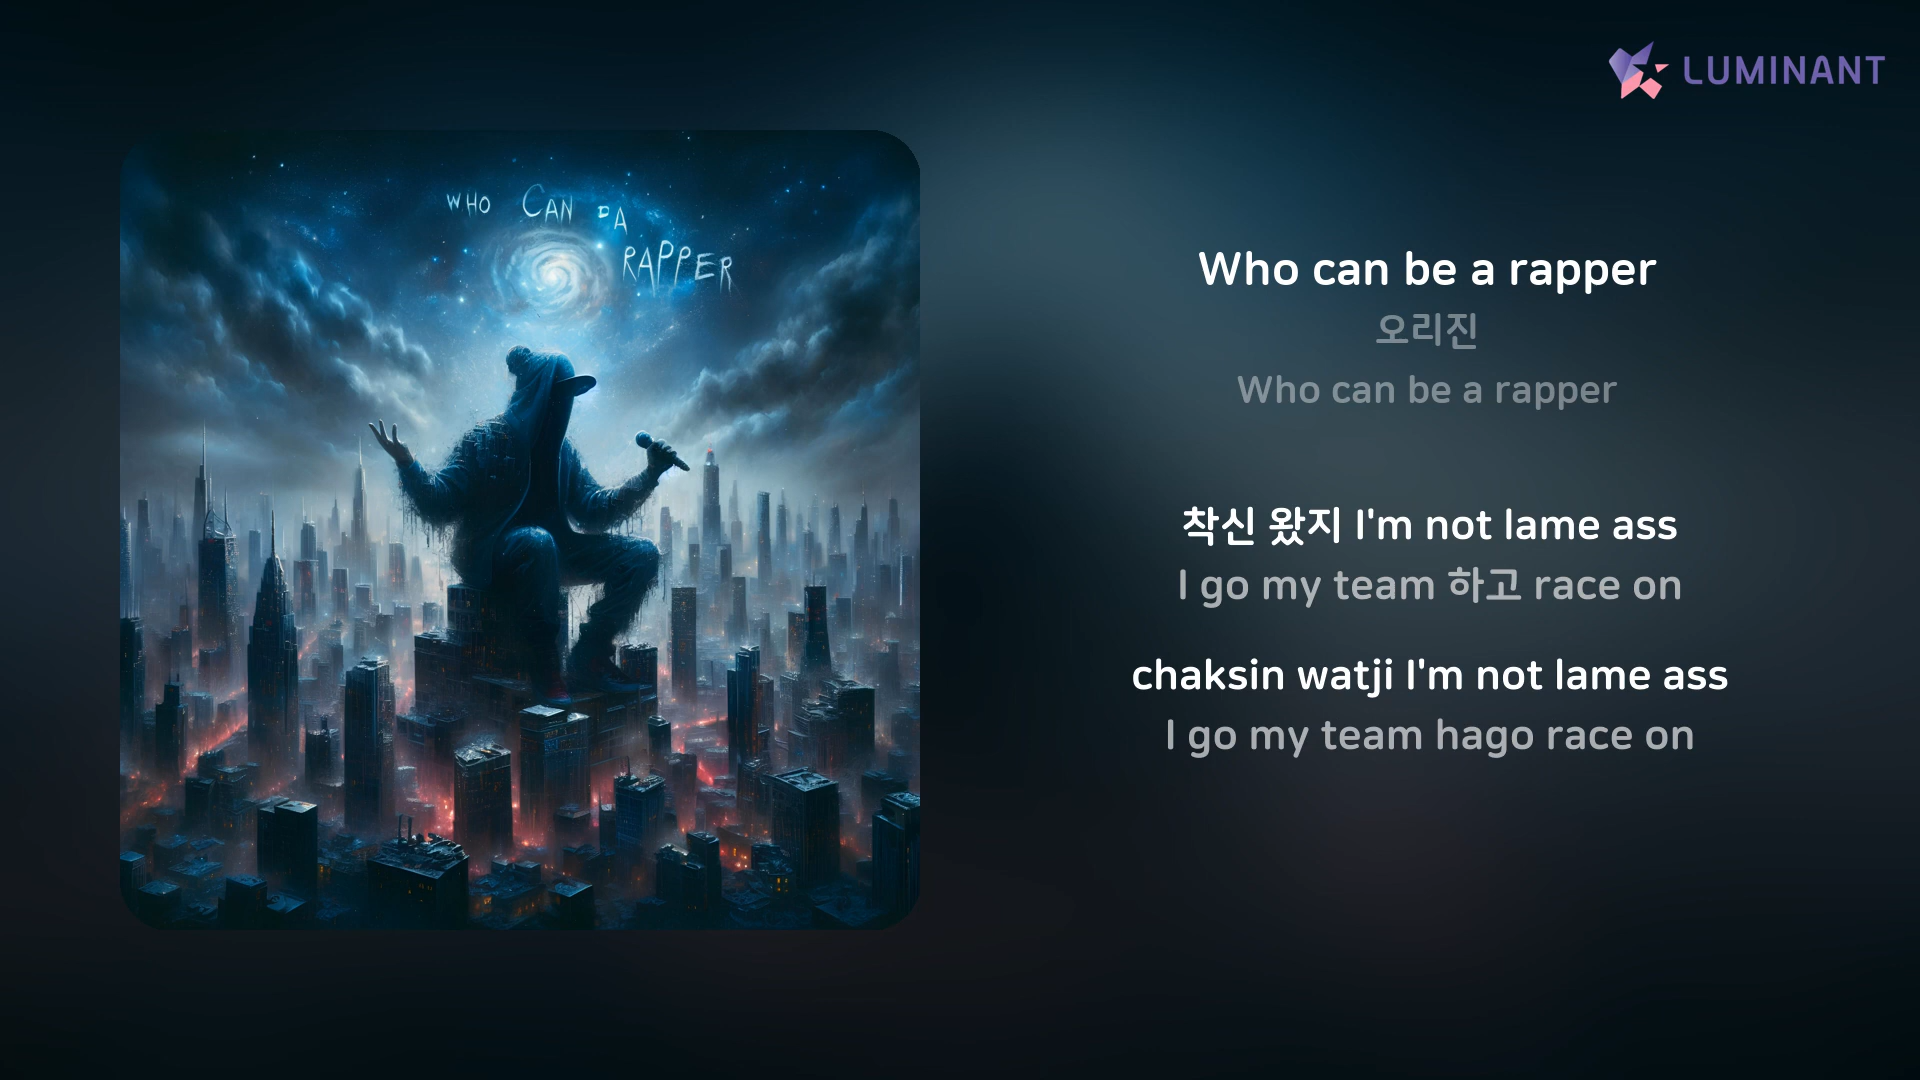 LUMINANT
WHO CAN DA
RAPPER
Who can be a rapper
오리진
Who can be a rapper
착신 왔지 I'm not lame ass
I go my team 하고 race on
chaksin watji I'm not lame ass
I go my team hago race on